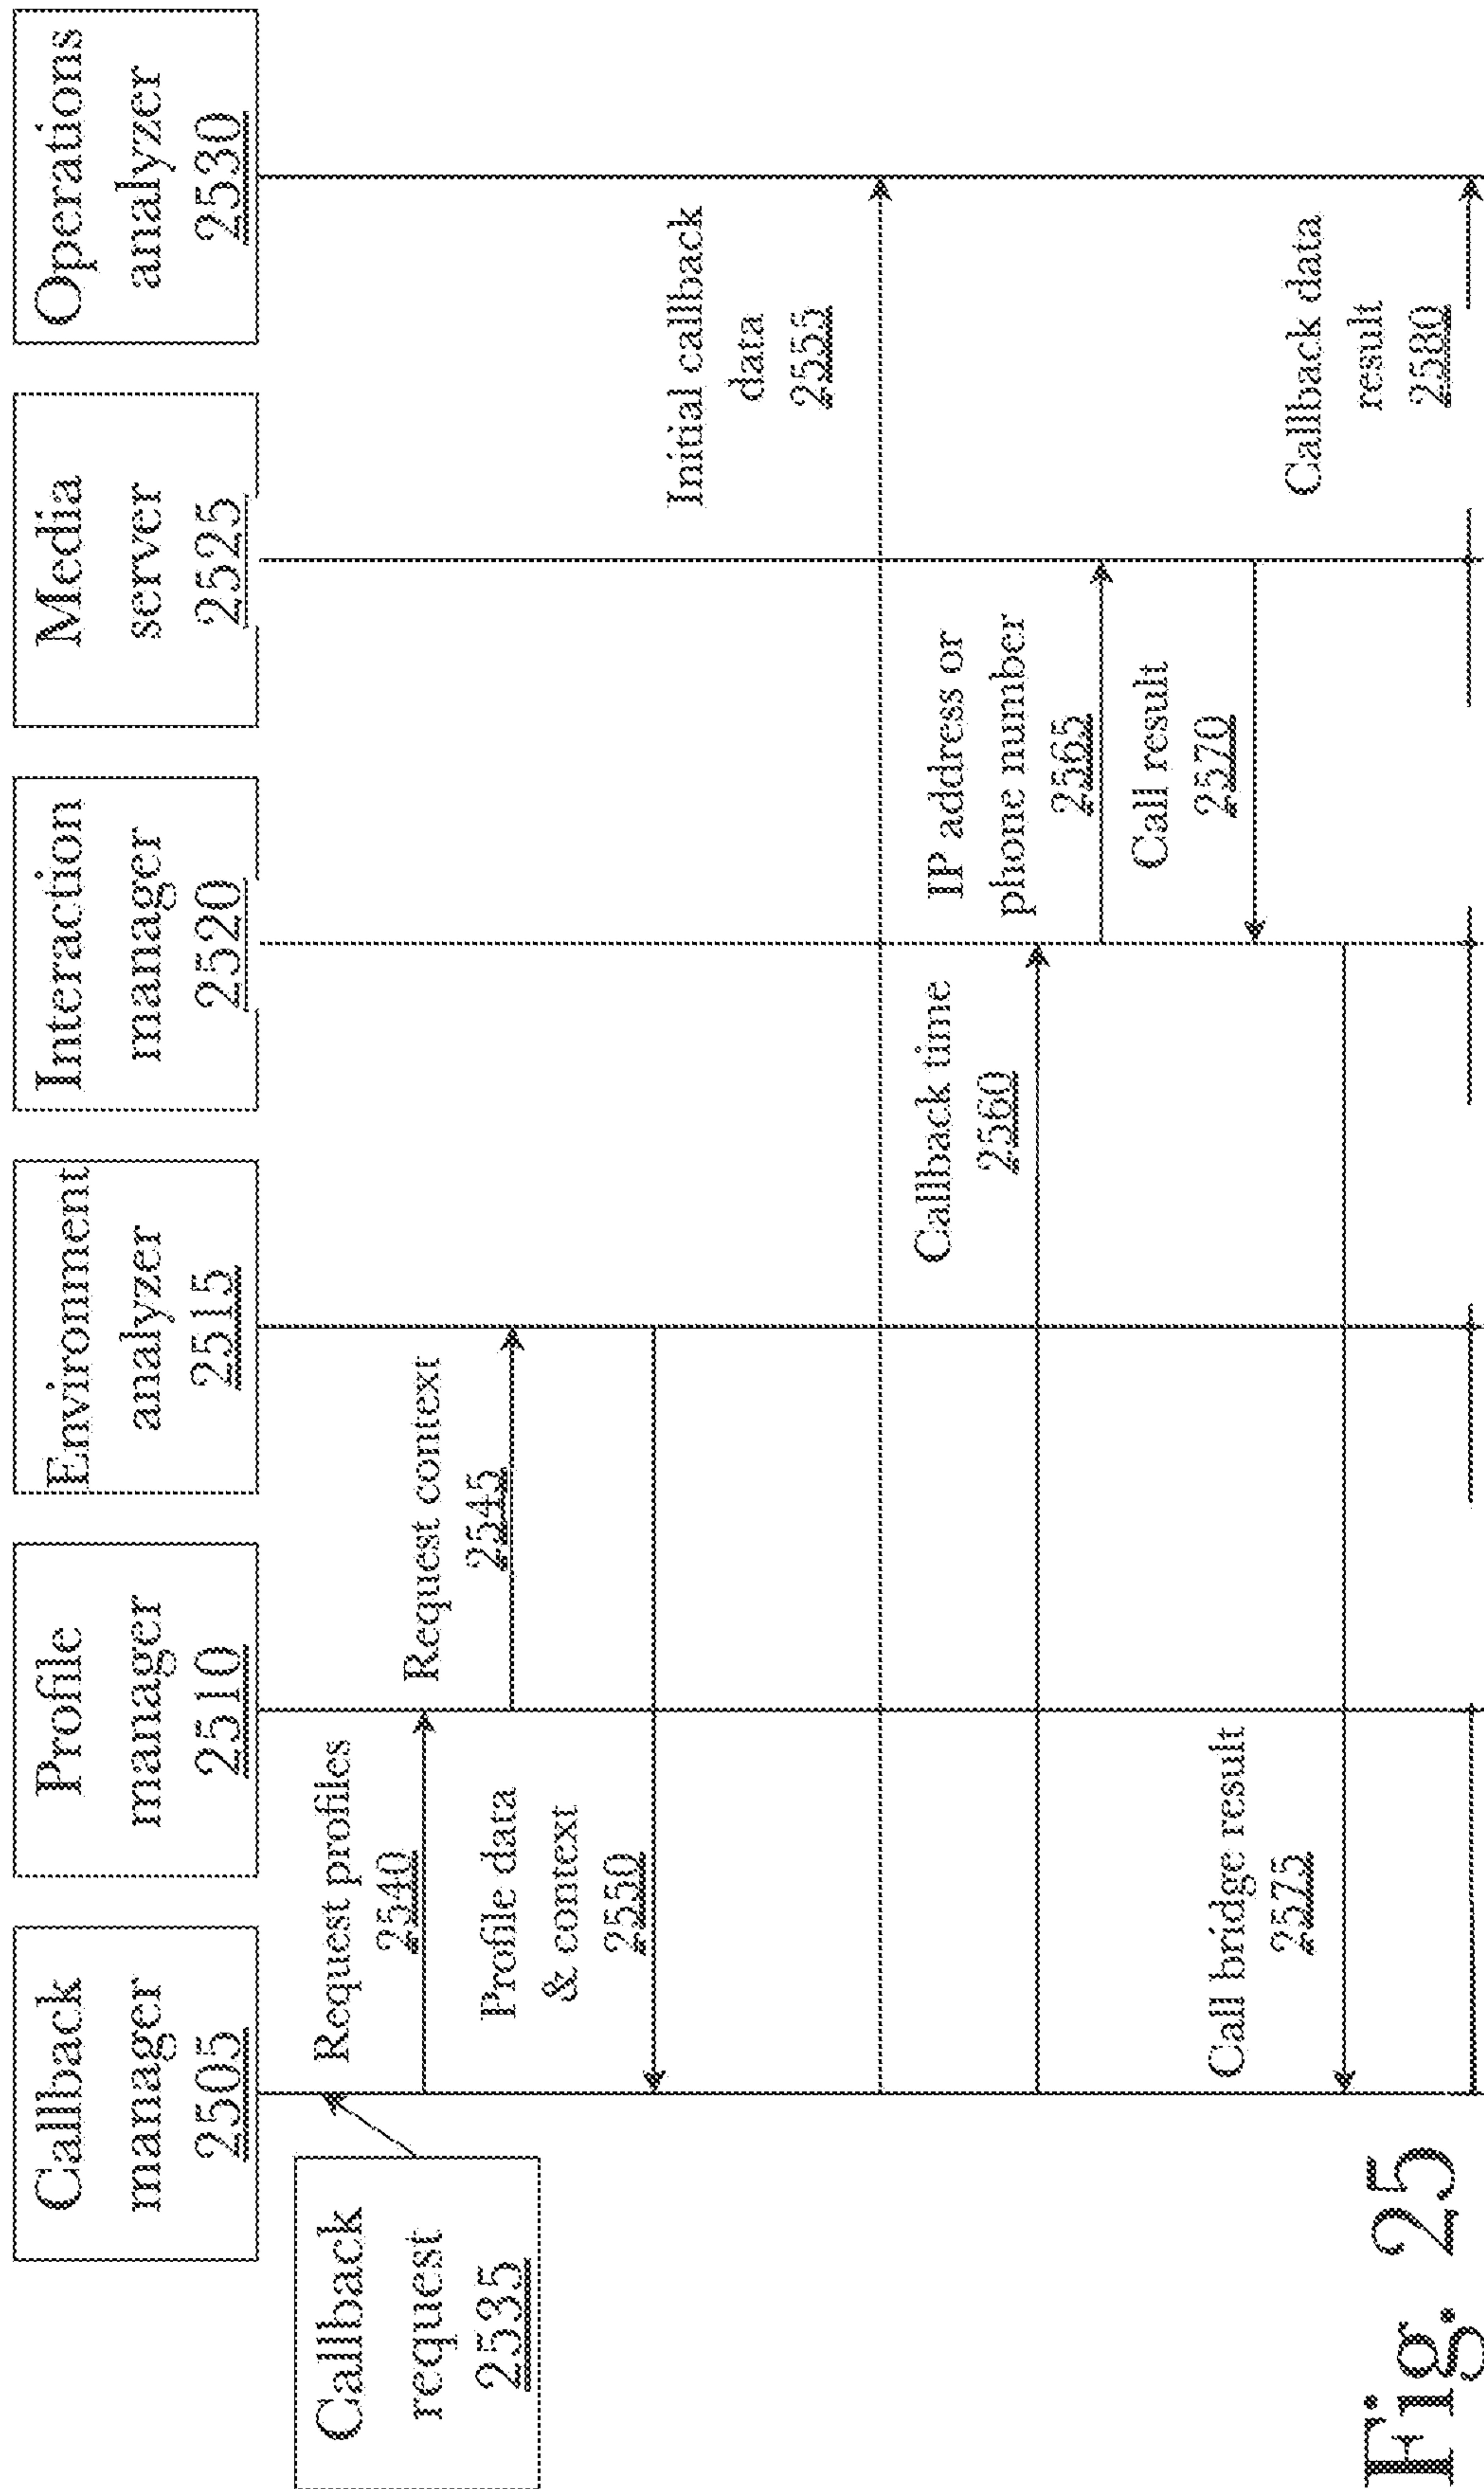 Callback
manager
2505
Profile
manager
2510
Environment
analyzer
2515
Interaction
manager
2520
Media
server
2525
Operations
analyzer
2530
Callback
request
2535
Request profiles
2540
Request context
2545
Profile data
& context
2550
Initial callback
data
2555
Callback time
2560
IP address or
phone number
2565
Call result
2570
Call bridge result
2575
Callback data
result
2580
Fig. 25